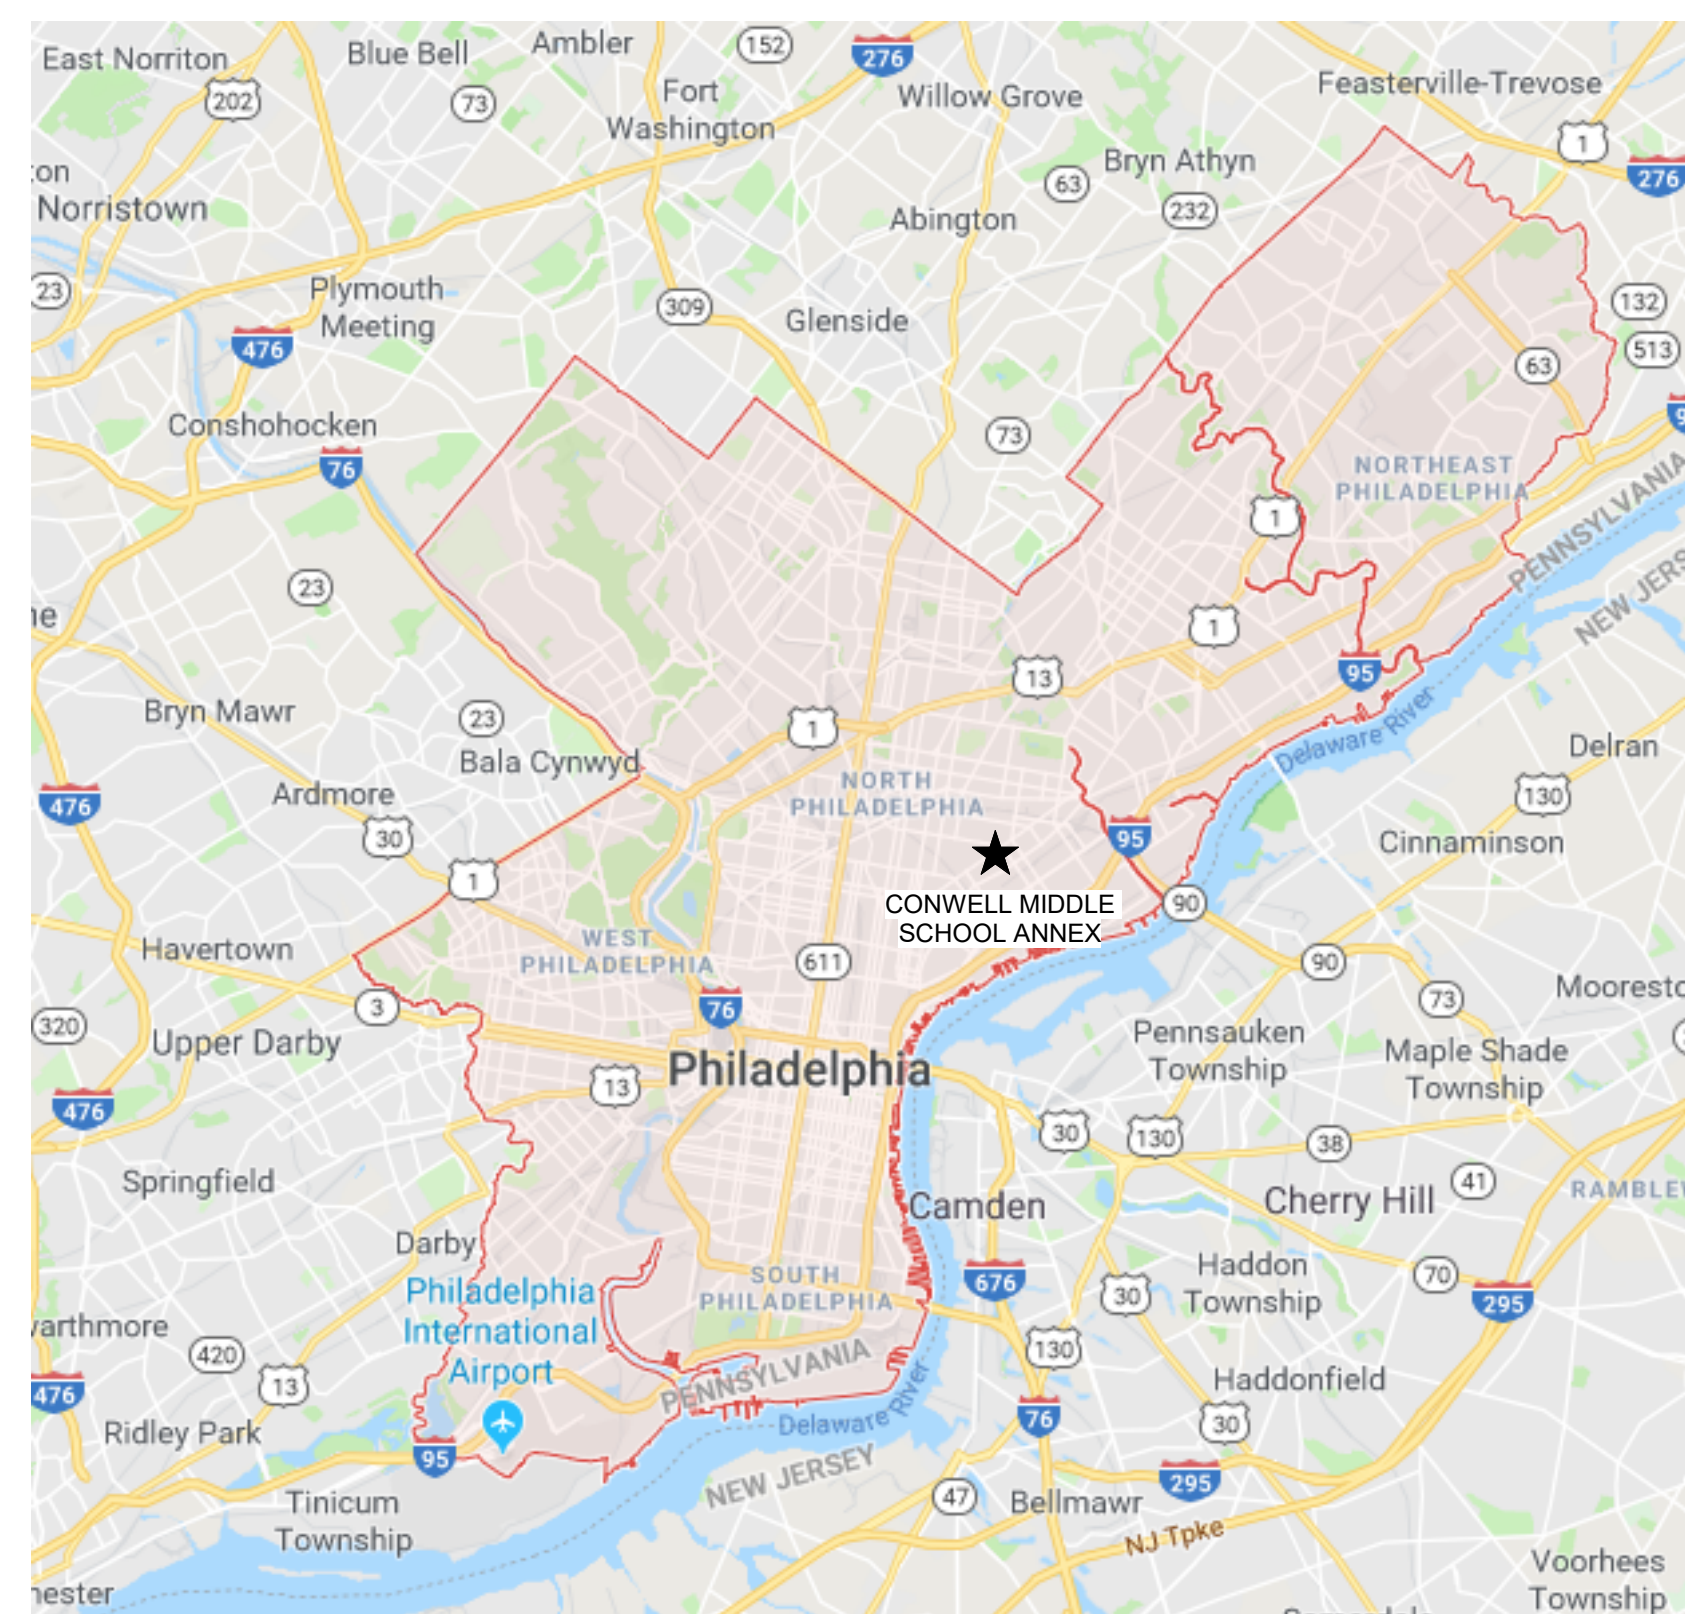 East Norriton
Blue Bell
Ambler
152
276
Fort
Washington
Willow Grove
Feasterville-Trevose
202
73
1
276
Bryn Athyn
63
232
Norristown
Abington
23
Plymouth
Meeting
309
Glenside
132
513
476
63
Conshohocken
76
73
NORTHEAST
PHILADELPHIA
1
PENNSYLVANIA
23
1
NEW JERS
13
95
Bryn Mawr
23
1
Delaware River
Delran
Bala Cynwyd
476
Ardmore
30
NORTH
PHILADELPHIA
130
95
Cinnaminson
1
CONWELL MIDDLE
SCHOOL ANNEX
90
Havertown
WEST
PHILADELPHIA
611
90
73
3
76
320
Upper Darby
Pennsauken
Township
Maple Shade
Township
Philadelphia
13
476
30
130
38
Springfield
41
Camden
Cherry Hill
Darby
Philadelphia
International
Airport
SOUTH
PHILADELPHIA
676
Haddon
Township
70
30
295
420
13
130
476
PENNSYLVANIA
Haddonfield
Ridley Park
Delaware River
76
30
95
NEW JERSEY
295
47
Bellmawr
Tinicum
Township
NJ Tpke
Voorhees
Township